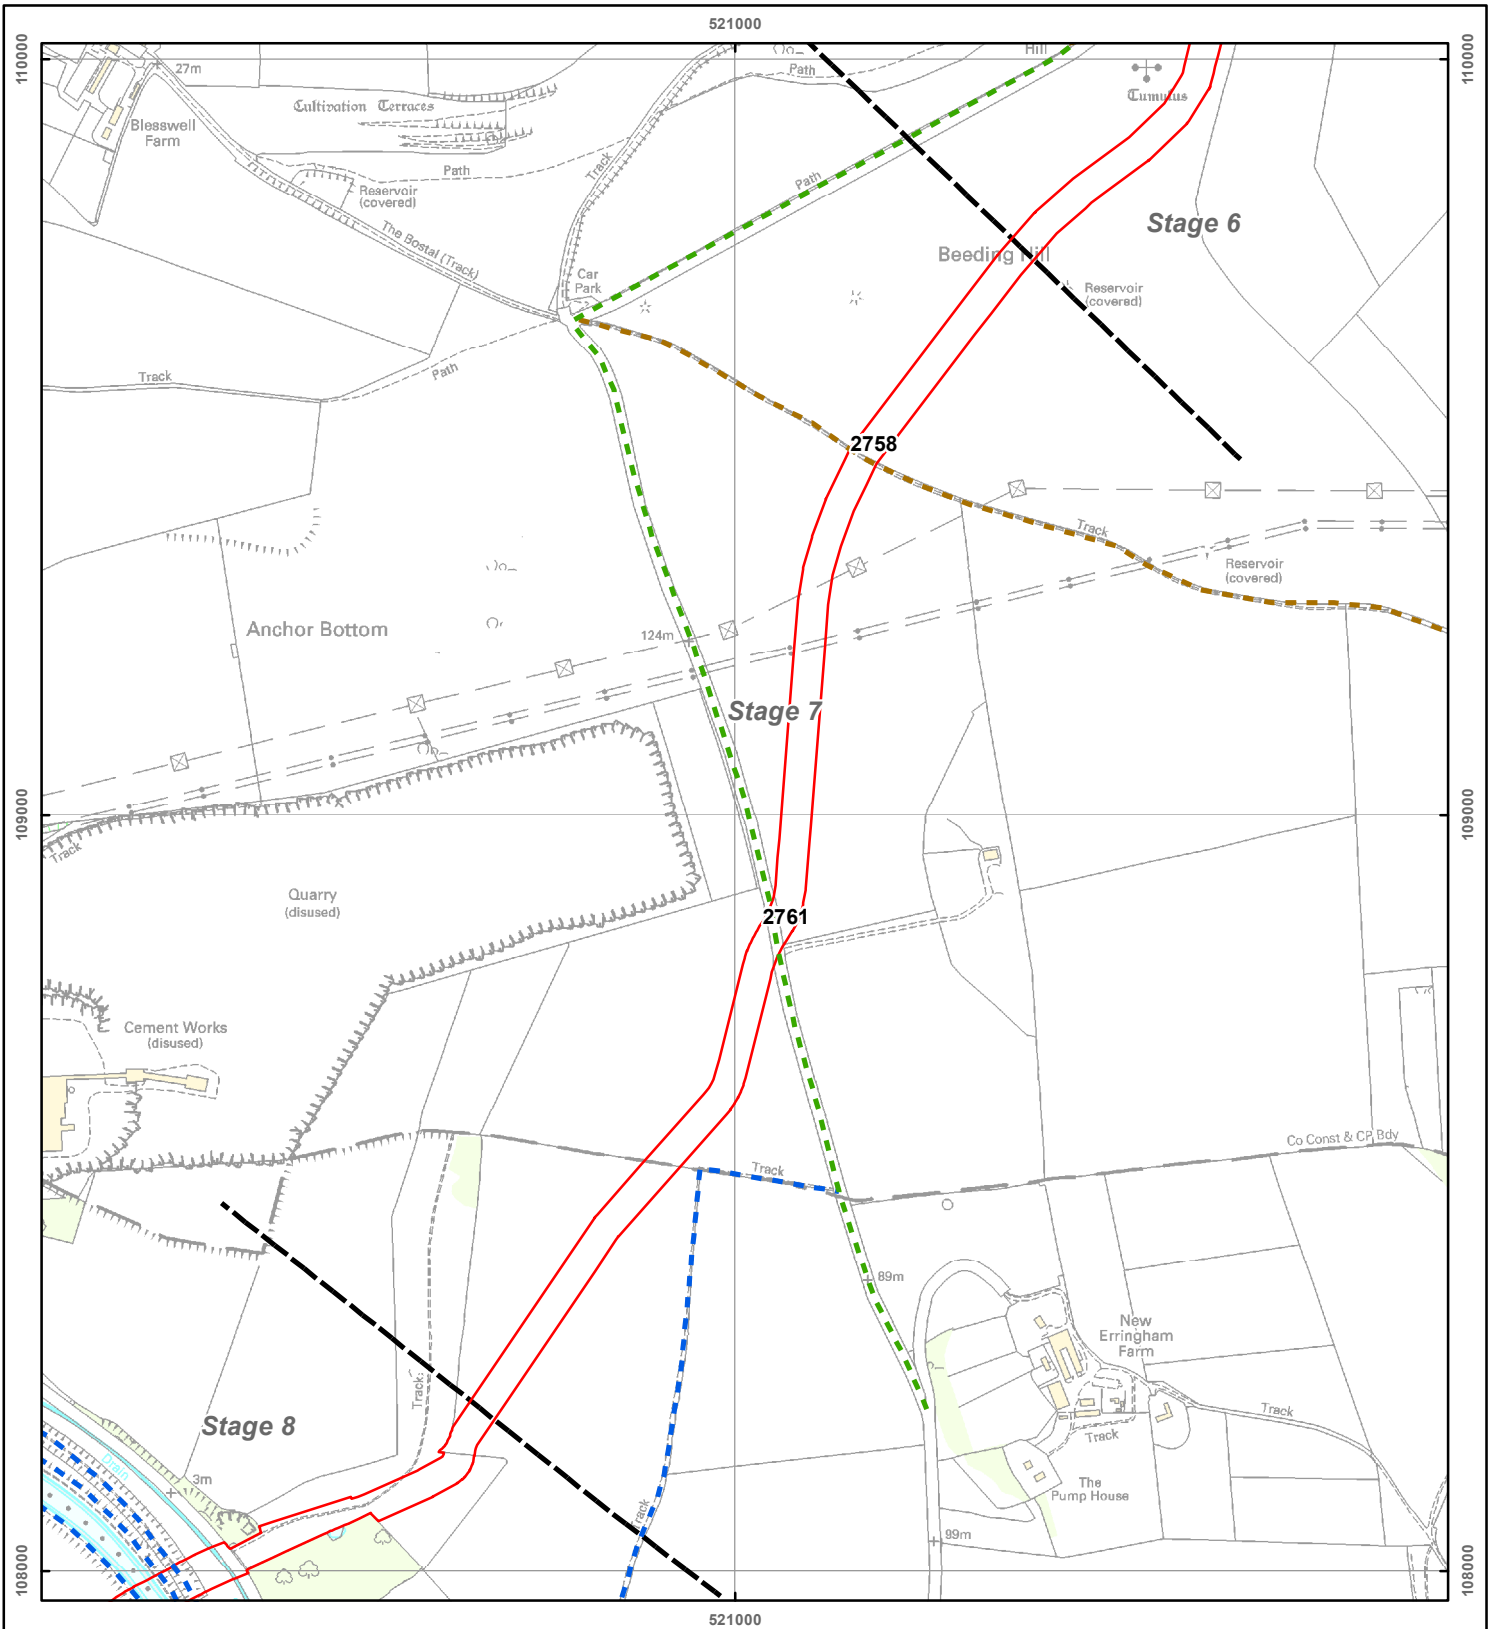 521000
110000
110000
27m
Cultivation Terraces
Blesswell
Farm
Path
Reservoir
(covered)
The Bostal (Track)
Track
Path
Hill
Tumulus
Path
Stage 6
Beeding Hill
Car
Park
Reservoir
(covered)
Track
Path
2758
Track
Reservoir
(covered)
Anchor Bottom
124m
Stage 7
109000
109000
Track
Quarry
(disused)
2761
Cement Works
(disused)
Co Const & CP Bdy
Track
89m
New
Erringham
Farm
Track
Stage 8
Track
Track
Drain
3m
The
Pump House
Track
99m
108000
108000
521000